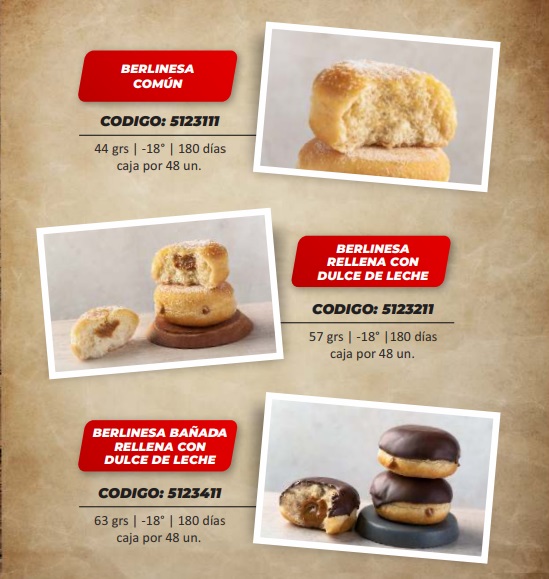 BERLINESA
COMÚN
CODIGO: 5123111
44 grs | -18° | 180 días
caja por 48 un.
BERLINESA
RELLENA CON
DULCE DE LECHE
CODIGO: 5123211
57 grs | -18° |180 días
caja por 48 un.
BERLINESA BAÑADA
RELLENA CON
DULCE DE LECHE
CODIGO: 5123411
63 grs | -18° | 180 días
caja por 48 un.